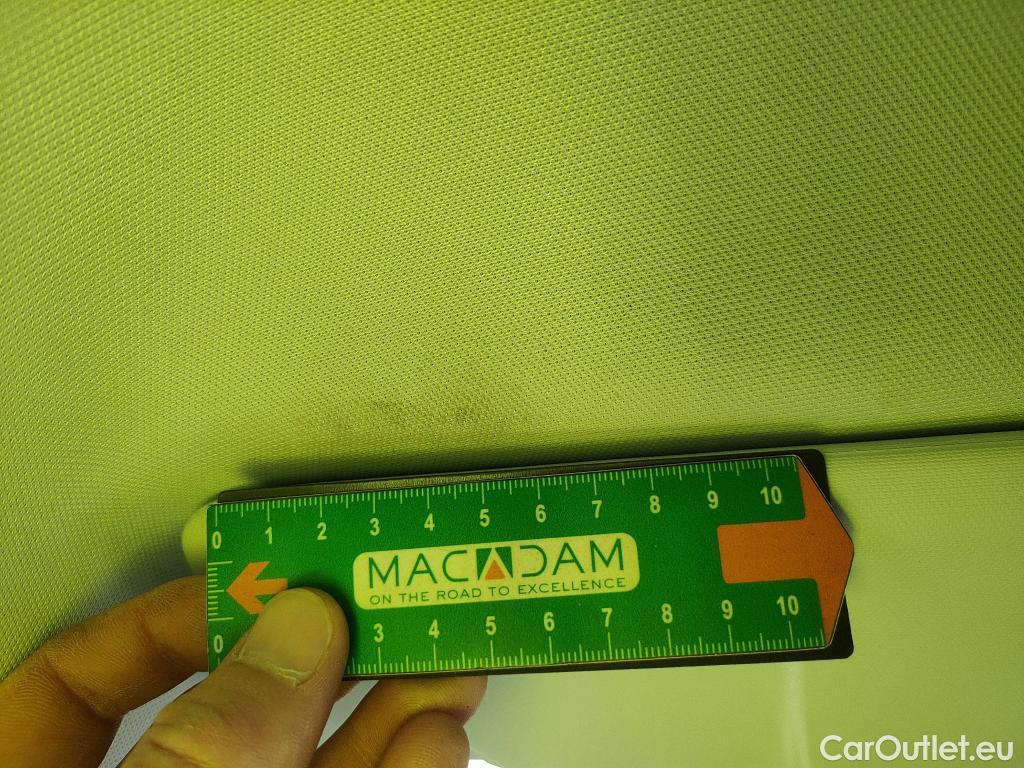 0 1 2 3 4 5 6 7 8 9 10
MACADAM
ON THE ROAD TO EXCELLENCE
0 3 4 5 6 7 8 9 10
CarOutlet.eu